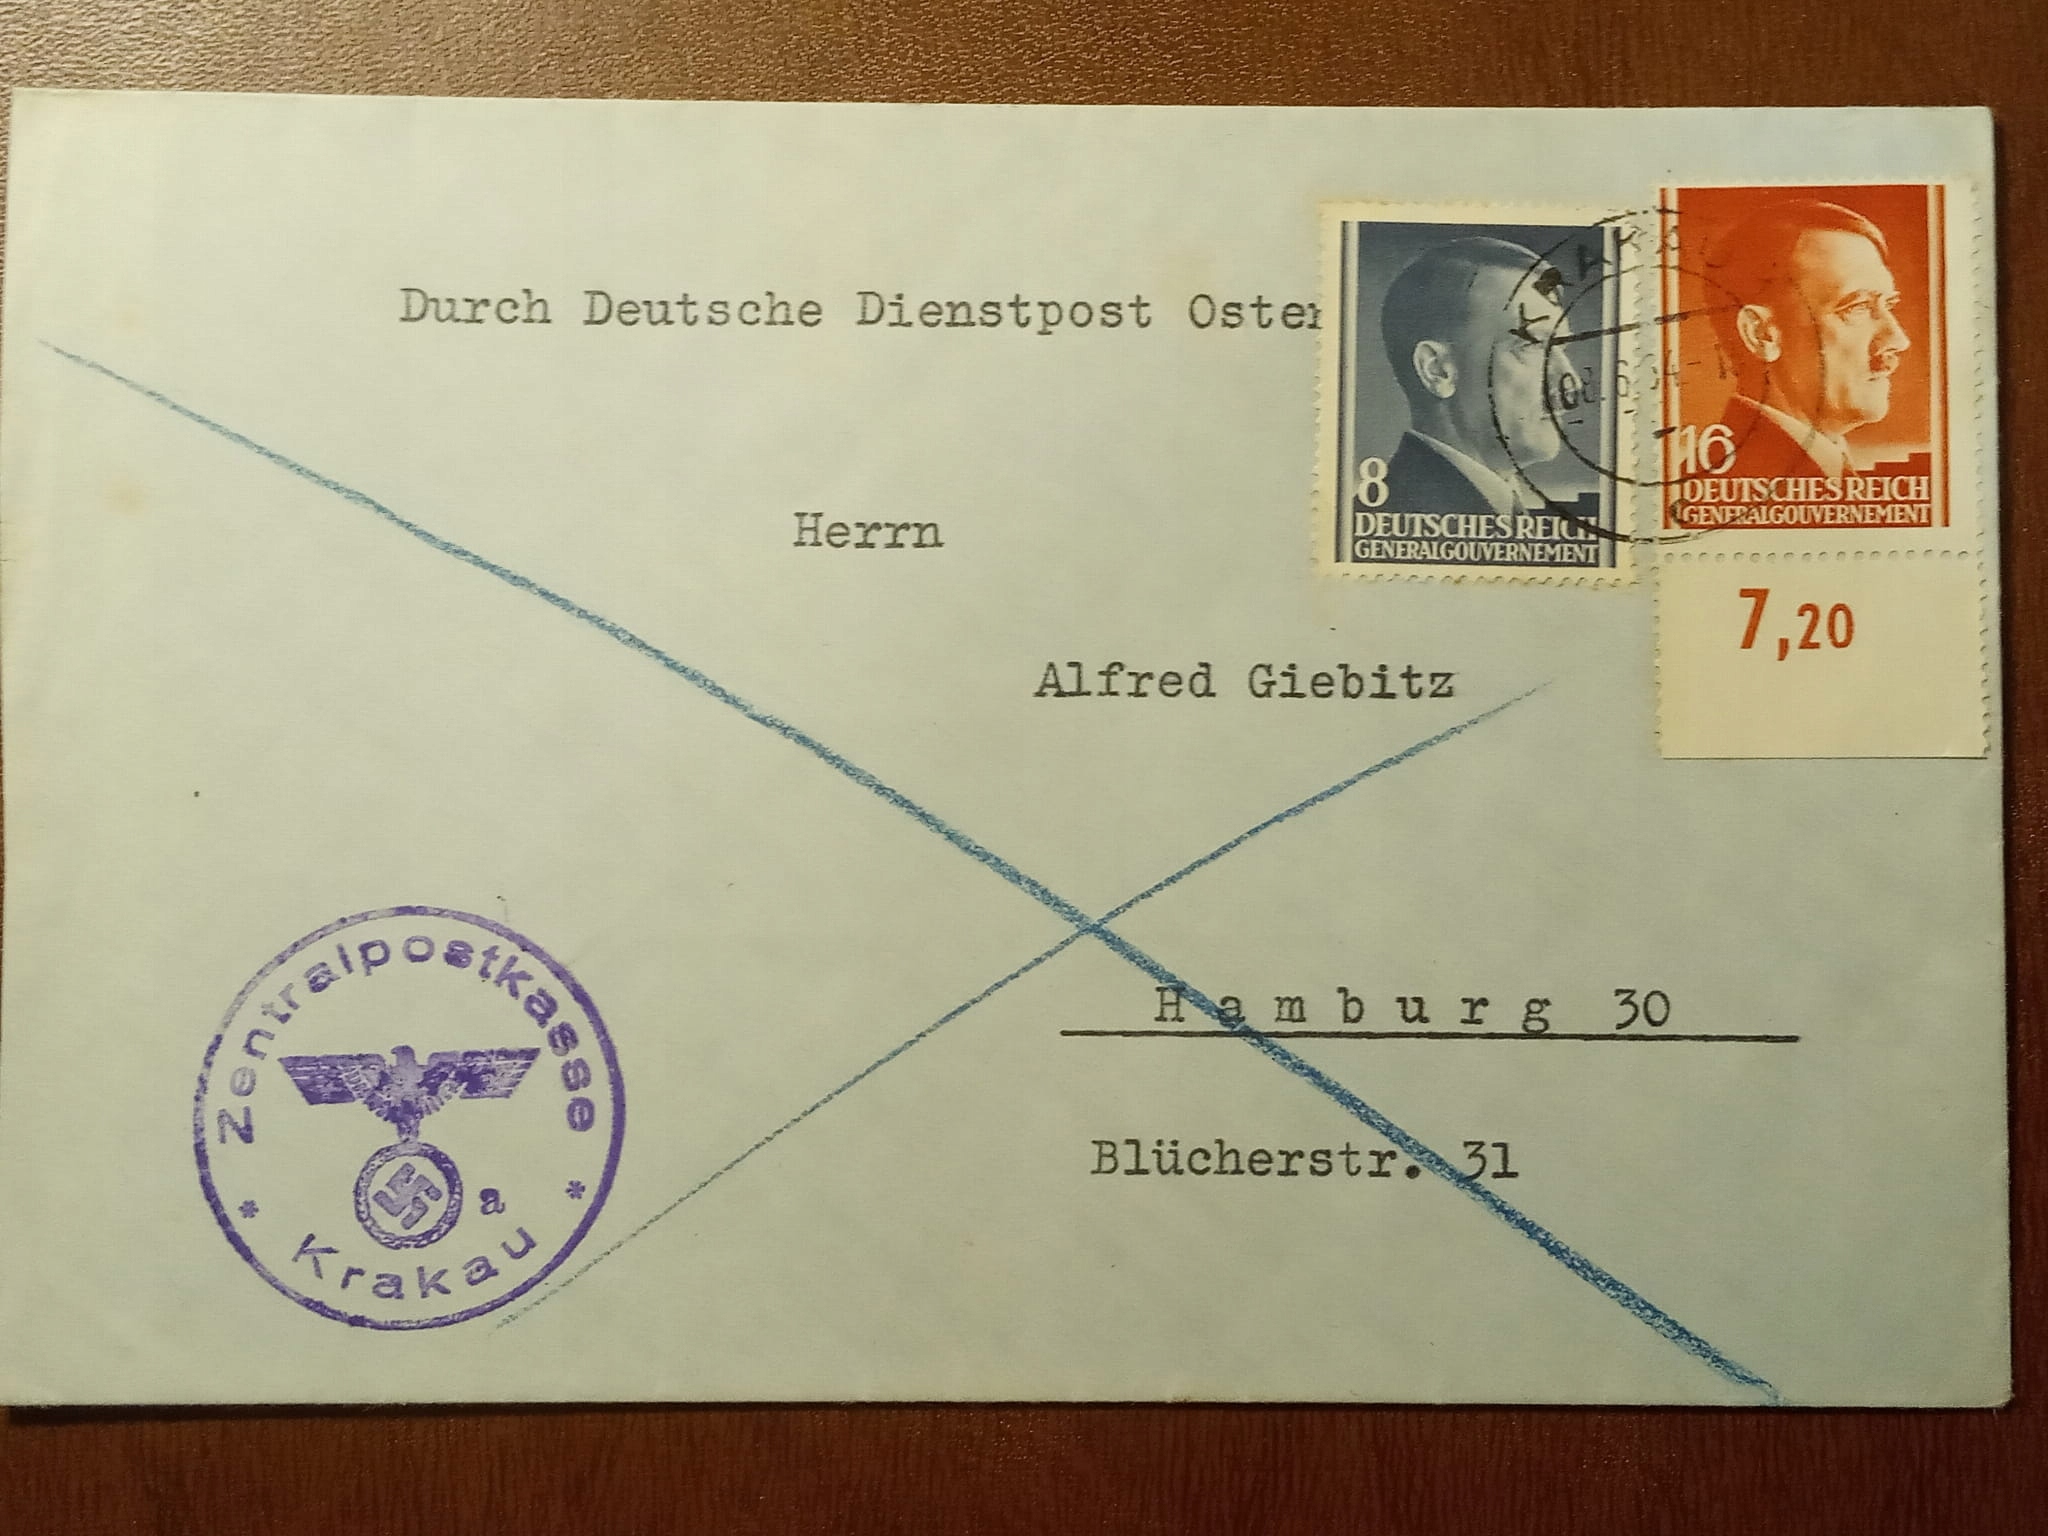 Durch Deutsche Dienstpost Osten
8
DEUTSCHES REICH
GENERALGOUVERNEMENT
16
DEUTSCHES REICH
GENERALGOUVERNEMENT
KRAKAU
7,20
Herrn
Alfred Giebitz
Hamburg 30
Blücherstr. 31
Zentralpostkasse
a
* Krakau *